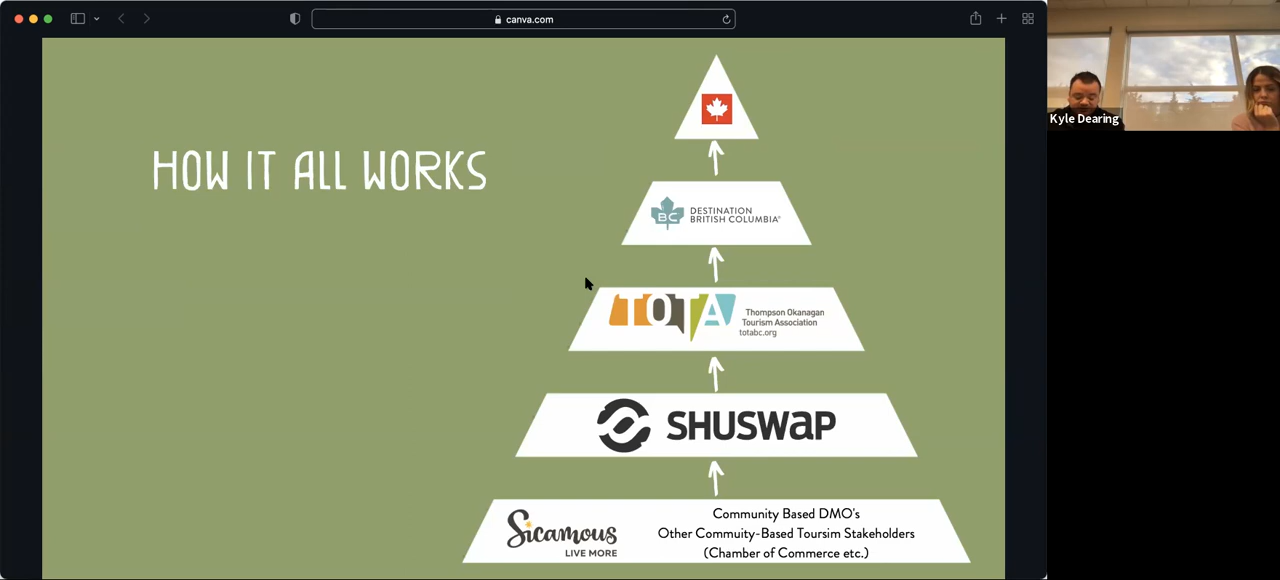 canva.com
Kyle Dearing
HOW IT ALL WORKS
BC
DESTINATION
BRITISH COLUMBIA®
TOTA
Thompson Okanagan
Tourism Association
totabc.org
SHUSWAP
Sicamous
LIVE MORE
Community Based DMO's
Other Commuity-Based Toursim Stakeholders
(Chamber of Commerce etc.)